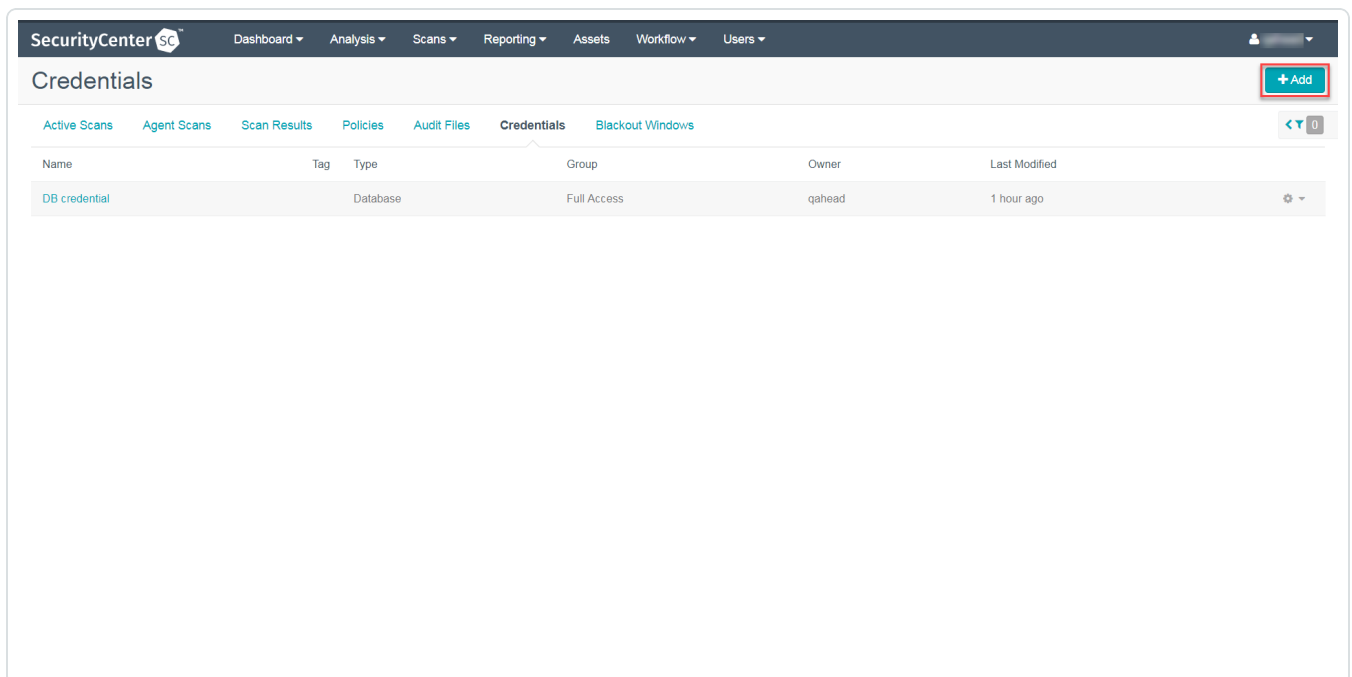 SecurityCenter SC™ Dashboard Analysis Scans Reporting Assets Workflow Users
Credentials + Add
Active Scans Agent Scans Scan Results Policies Audit Files Credentials Blackout Windows 0
Name Tag Type Group Owner Last Modified
DB credential Database Full Access qahead 1 hour ago